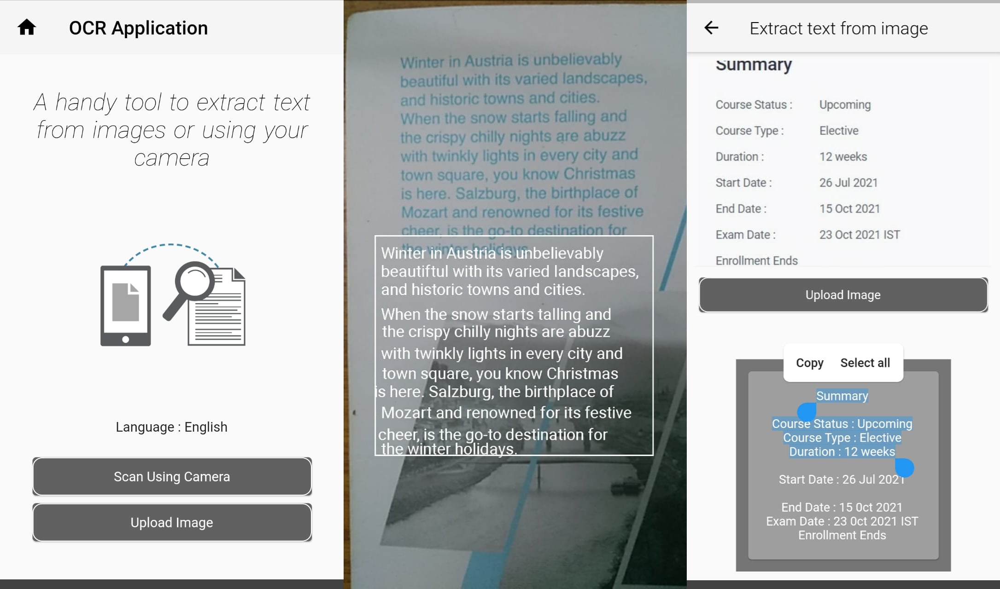 OCR Application
A handy tool to extract text
from images or using your
camera
Language : English
Scan Using Camera
Upload Image
Winter in Austria is unbelievably
beautiful with its varied landscapes,
and historic towns and cities.
When the snow starts falling and
the crispy chilly nights are abuzz
with twinkly lights in every city and
town square, you know Christmas
is here. Salzburg, the birthplace of
Mozart and renowned for its festive
cheer, is the go-to destination for
the winter holidays.
Winter in Austria is unbelievably
beautiftul with its varied landscapes,
and historic towns and cities.
When the snow starts talling and
the crispy chilly nights are abuzz
with twinkly lights in every city and
town square, you know Christmas
is here. Salzburg, the birthplace of
Mozart and renowned for its festive
cheer, is the go-to destination for
the winter holidays.
Extract text from image
Summary
Course Status : Upcoming
Course Type : Elective
Duration : 12 weeks
Start Date : 26 Jul 2021
End Date : 15 Oct 2021
Exam Date : 23 Oct 2021 IST
Enrollment Ends
Upload Image
Copy Select all
Summary
Course Status : Upcoming
Course Type : Elective
Duration : 12 weeks
Start Date : 26 Jul 2021
End Date : 15 0ct 2021
Exam Date : 23 0ct 2021 IST
Enrollment Ends